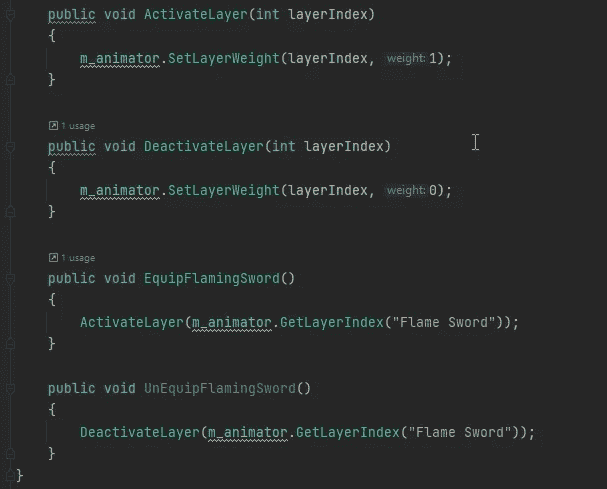 public void ActivateLayer(int layerIndex)
{
m_animator.SetLayerWeight(layerIndex, weight: 1);
}
1 usage
public void DeactivateLayer(int layerIndex)
{
m_animator.SetLayerWeight(layerIndex, weight: 0);
}
1 usage
public void EquipFlamingSword()
{
ActivateLayer(m_animator.GetLayerIndex("Flame Sword"));
}
public void UnEquipFlamingSword()
{
DeactivateLayer(m_animator.GetLayerIndex("Flame Sword"));
}
}